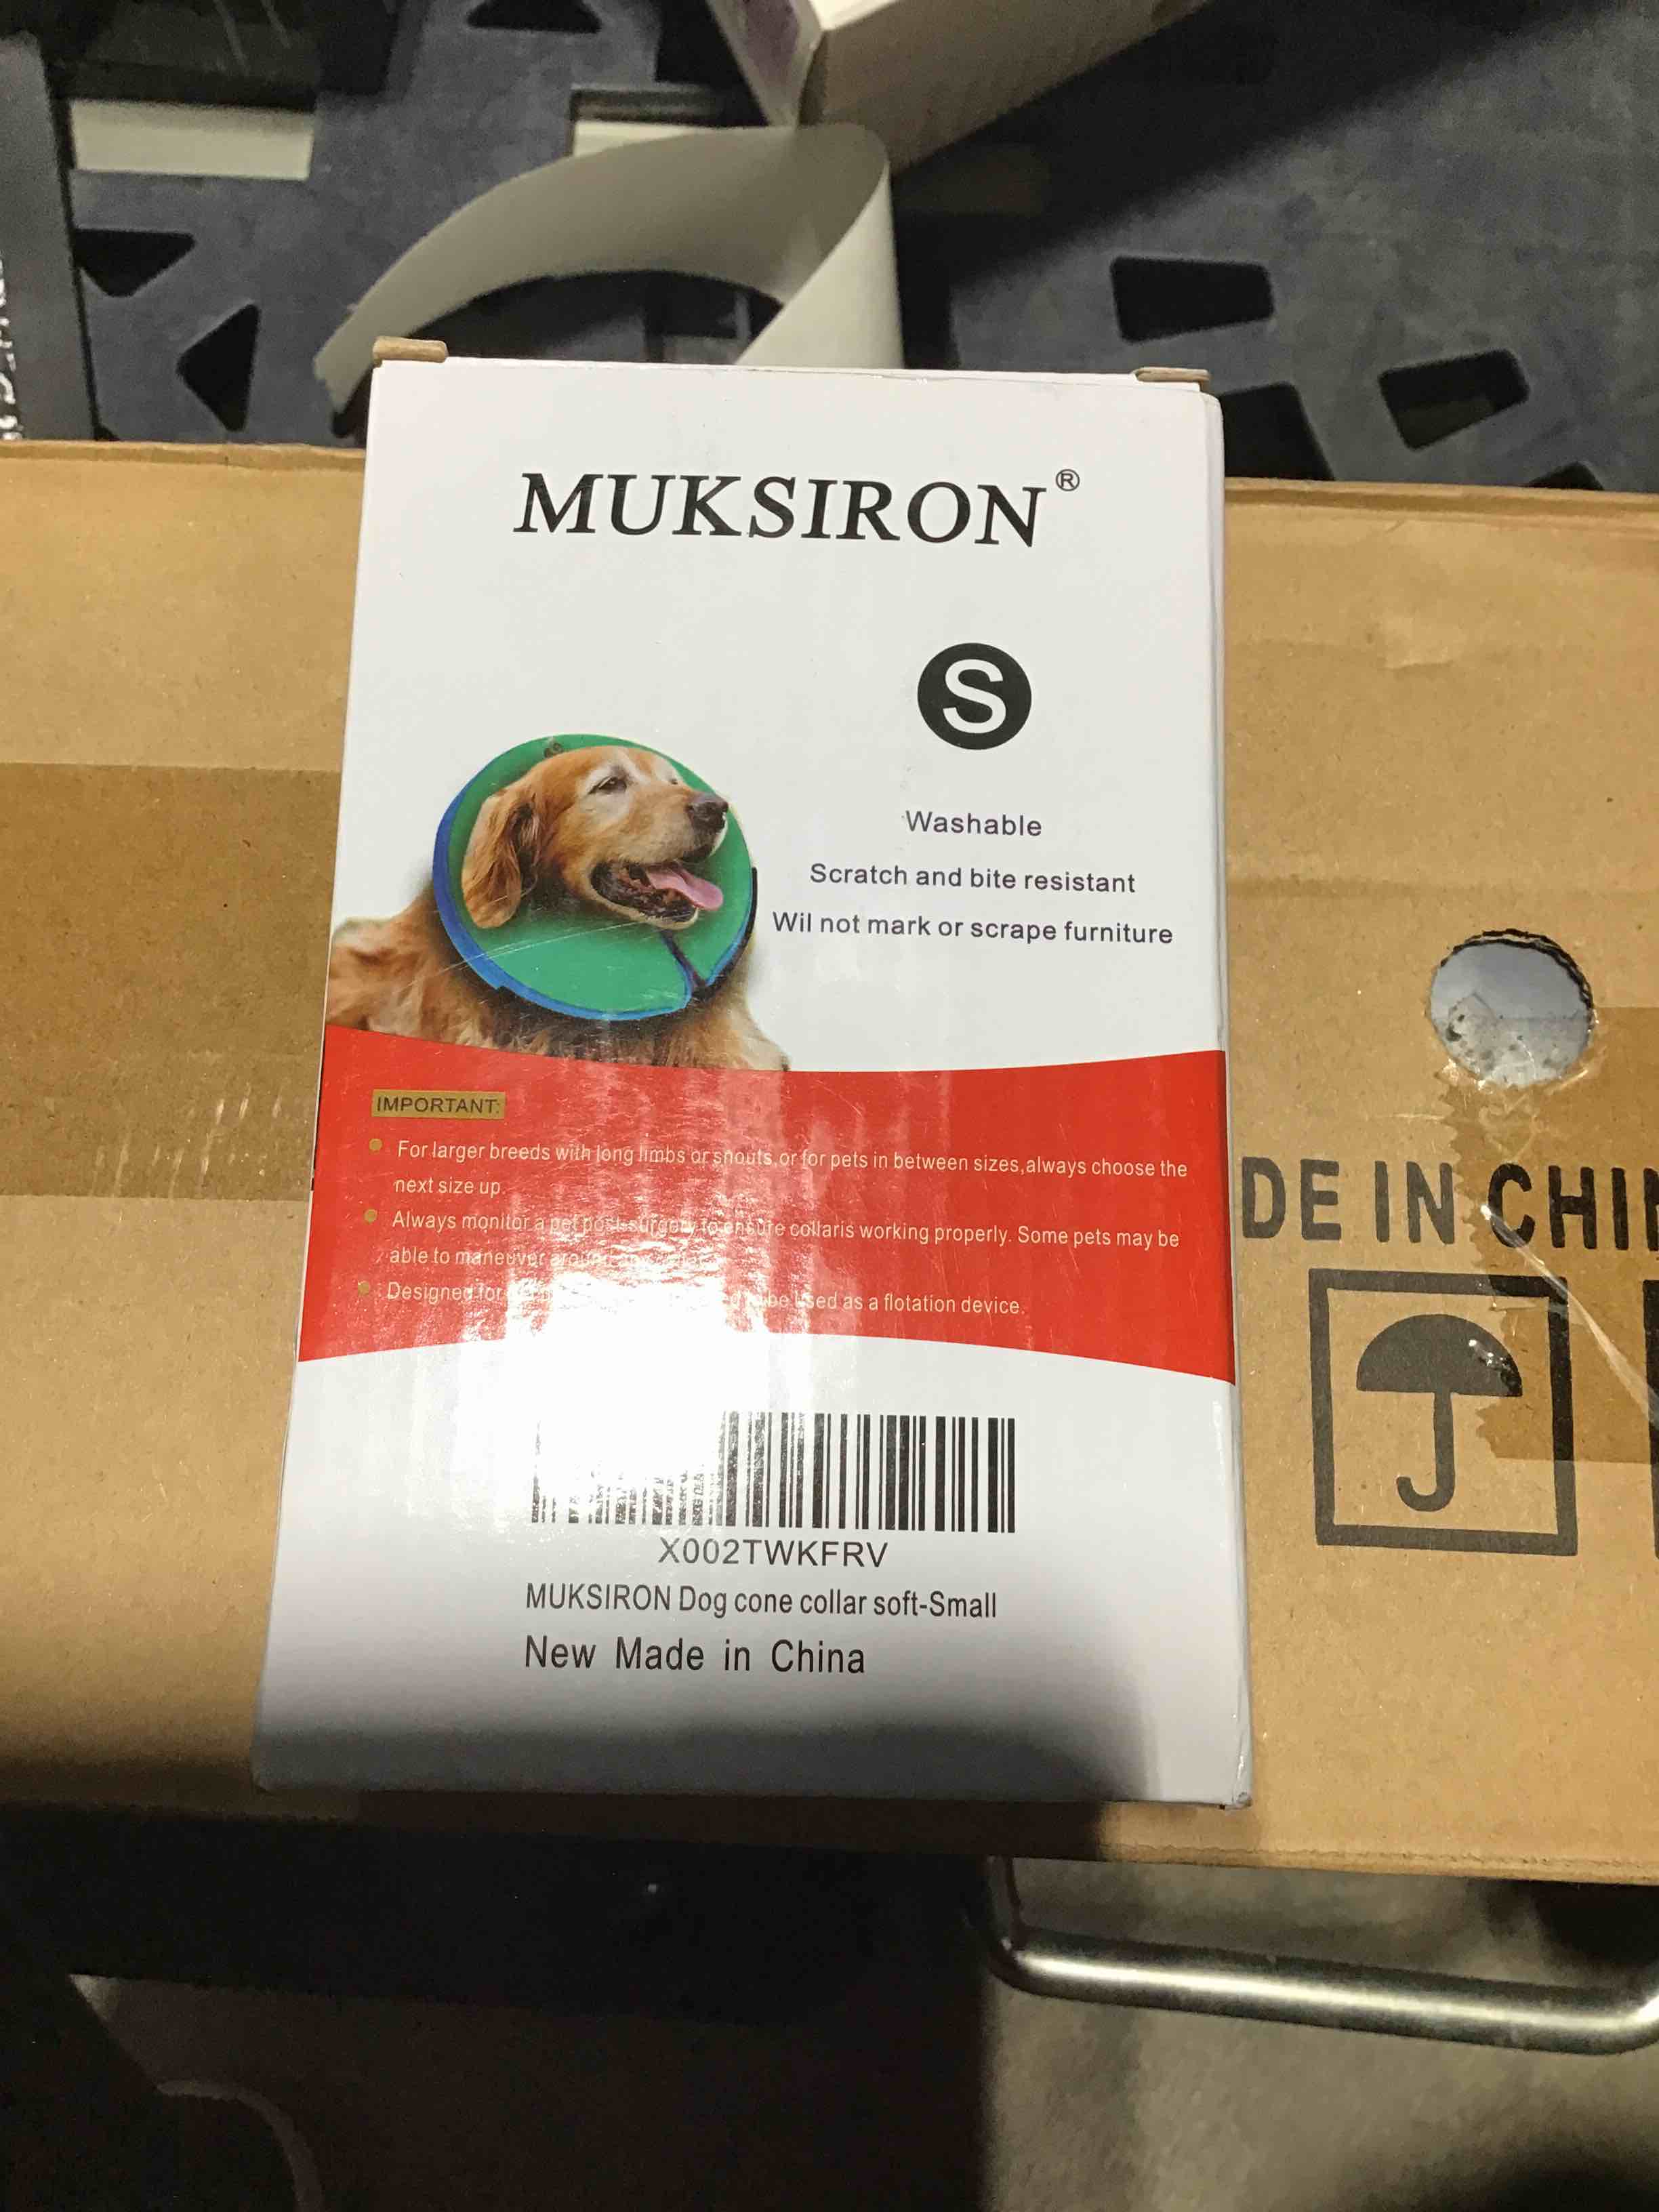 MUKSIRON®
S
Washable
Scratch and bite resistant
Wil not mark or scrape furniture
IMPORTANT:
For larger breeds with long limbs or snouts,or for pets in between sizes,always choose the
next size up.
Always monitor a pet post-surgery to ensure collaris working properly. Some pets may be
able to maneuver around
Designed for be used as a flotation device.
X002TWKFRV
MUKSIRON Dog cone collar soft-Small
New Made in China
DE IN CHIN